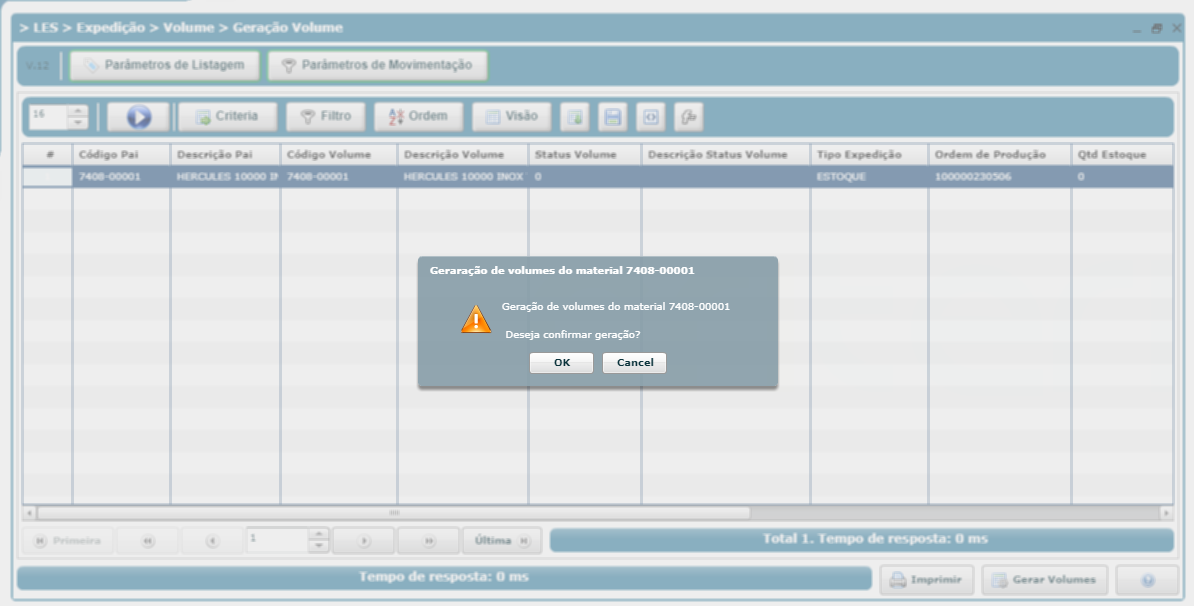 > LES > Expedição > Volume > Geração Volume
V.12 Parâmetros de Listagem Parâmetros de Movimentação
16 Criteria Filtro Ordem Visão
# Código Pai Descrição Pai Código Volume Descrição Volume Status Volume Descrição Status Volume Tipo Expedição Ordem de Produção Qtd Estoque
7408-00001 HERCULES 10000 IN 7408-00001 HERCULES 10000 INOX 0 ESTOQUE 100000230506 0
Geraração de volumes do material 7408-00001
Geração de volumes do material 7408-00001
Deseja confirmar geração?
OK Cancel
Primeira 1 Última Total 1. Tempo de resposta: 0 ms
Tempo de resposta: 0 ms Imprimir Gerar Volumes